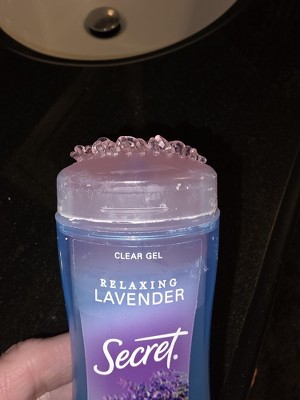 CLEAR GEL
RELAXING
LAVENDER
Secret.